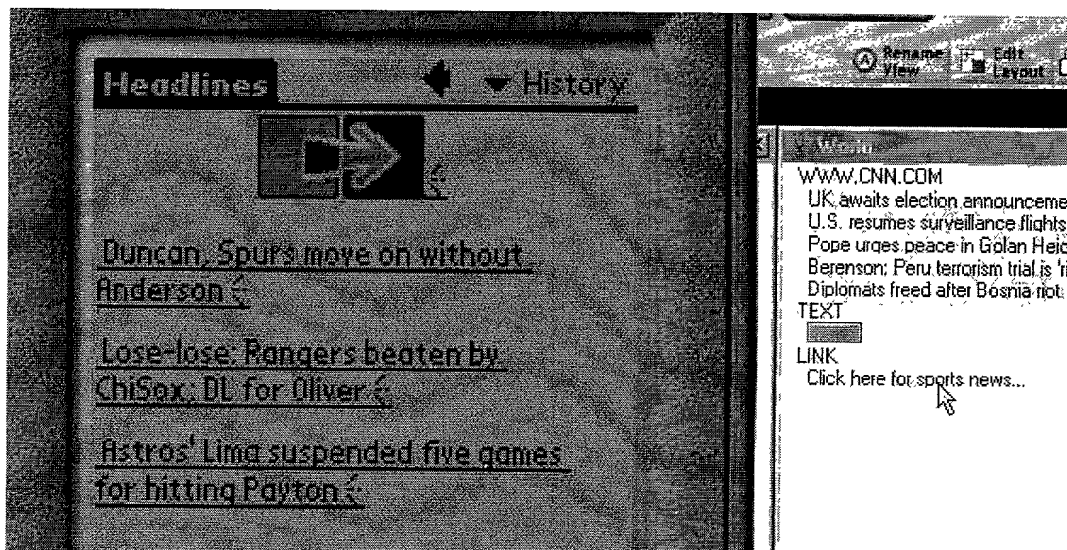 Headlines
History
Duncan, Spurs move on without
Anderson
Lose-lose: Rangers beaten by
ChiSox; DL for Oliver
Astros' Lima suspended five games
for hitting Payton
Rename
View
Edit
Layout
World
WWW.CNN.COM
UK awaits election announceme
U.S. resumes surveillance flights
Pope urges peace in Golan Heig
Berenson: Peru terrorism trial is 'ri
Diplomats freed after Bosnia riot
TEXT
LINK
Click here for sports news...